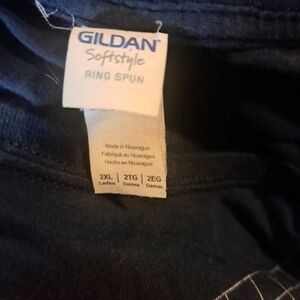 GILDAN
Softstyle
RING SPUN
Made in Nicaragua
Fabriqué au Nicaragua
Hecho en Nicaragua
2XL | 2TG | 2EG
Ladies | Dames | Damas